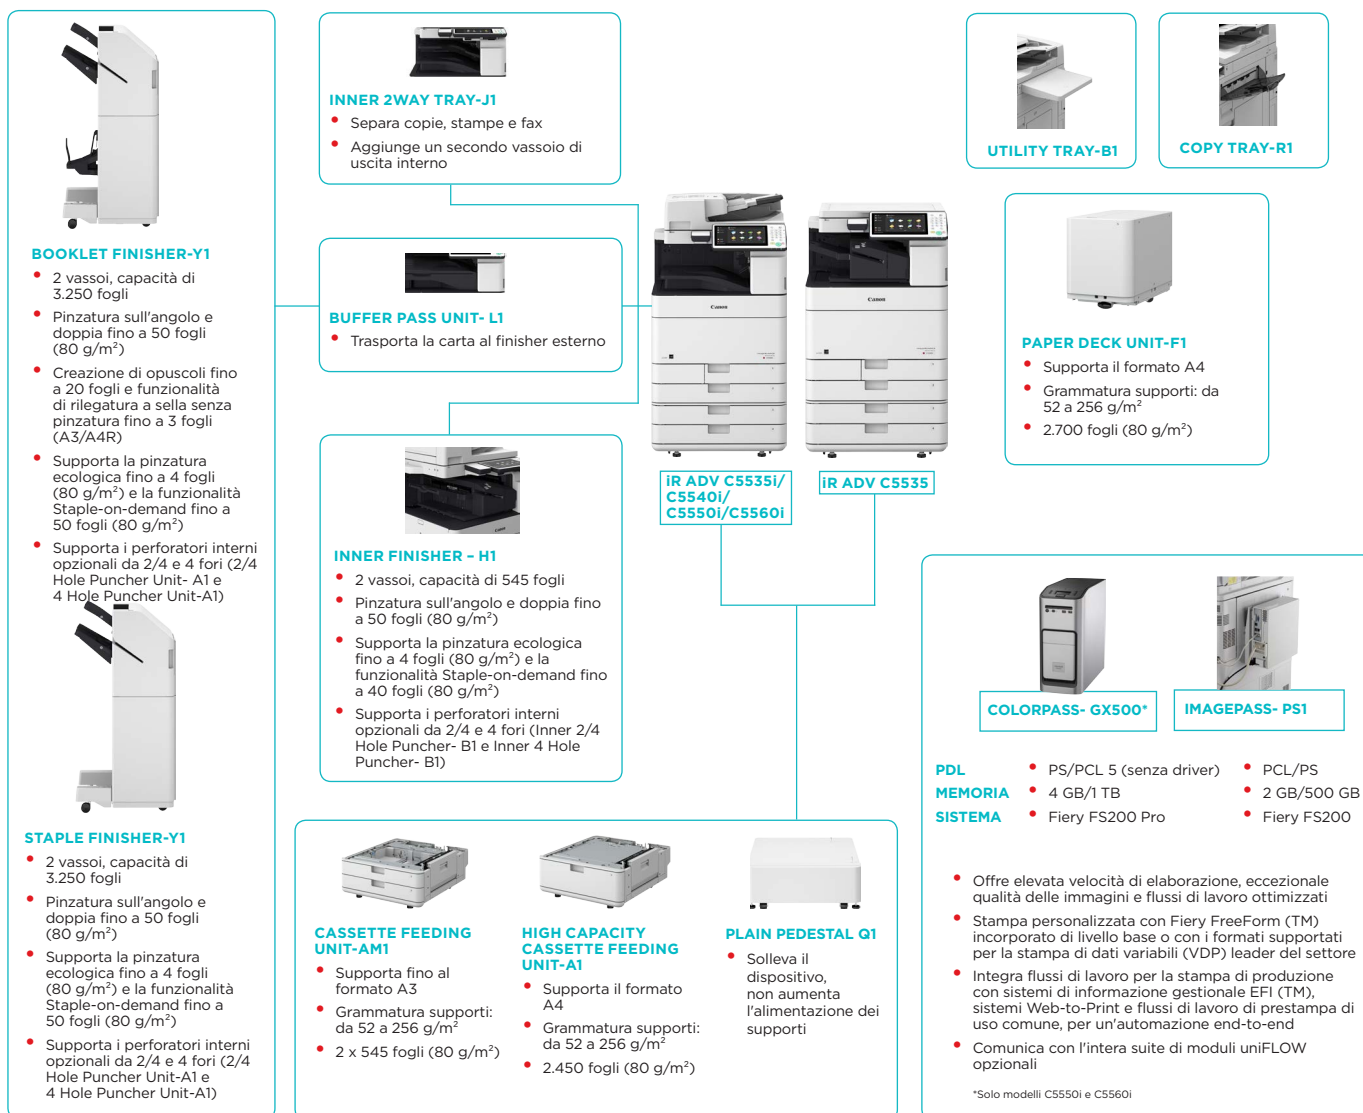 BOOKLET FINISHER-Y1
• 2 vassoi, capacità di
3.250 fogli
• Pinzatura sull'angolo e
doppia fino a 50 fogli
(80 g/m²)
• Creazione di opuscoli fino
a 20 fogli e funzionalità
di rilegatura a sella senza
pinzatura fino a 3 fogli
(A3/A4R)
• Supporta la pinzatura
ecologica fino a 4 fogli
(80 g/m²) e la funzionalità
Staple-on-demand fino a
50 fogli (80 g/m²)
• Supporta i perforatori interni
opzionali da 2/4 e 4 fori (2/4
Hole Puncher Unit- A1 e
4 Hole Puncher Unit-A1)
STAPLE FINISHER-Y1
• 2 vassoi, capacità di
3.250 fogli
• Pinzatura sull'angolo e
doppia fino a 50 fogli
(80 g/m²)
• Supporta la pinzatura
ecologica fino a 4 fogli
(80 g/m²) e la funzionalità
Staple-on-demand fino a
50 fogli (80 g/m²)
• Supporta i perforatori interni
opzionali da 2/4 e 4 fori (2/4
Hole Puncher Unit-A1 e
4 Hole Puncher Unit-A1)
INNER 2WAY TRAY-J1
• Separa copie, stampe e fax
• Aggiunge un secondo vassoio di
uscita interno
BUFFER PASS UNIT- L1
• Trasporta la carta al finisher esterno
INNER FINISHER – H1
• 2 vassoi, capacità di 545 fogli
• Pinzatura sull'angolo e doppia fino
a 50 fogli (80 g/m²)
• Supporta la pinzatura ecologica
fino a 4 fogli (80 g/m²) e la
funzionalità Staple-on-demand fino
a 40 fogli (80 g/m²)
• Supporta i perforatori interni
opzionali da 2/4 e 4 fori (Inner 2/4
Hole Puncher- B1 e Inner 4 Hole
Puncher- B1)
Canon
Canon
iR ADV C5535i/
C5540i/
C5550i/C5560i
iR ADV C5535
UTILITY TRAY-B1
COPY TRAY-R1
PAPER DECK UNIT-F1
• Supporta il formato A4
• Grammatura supporti: da
52 a 256 g/m²
• 2.700 fogli (80 g/m²)
CASSETTE FEEDING
UNIT-AM1
• Supporta fino al
formato A3
• Grammatura supporti:
da 52 a 256 g/m²
• 2 x 545 fogli (80 g/m²)
HIGH CAPACITY
CASSETTE FEEDING
UNIT-A1
• Supporta il formato
A4
• Grammatura supporti:
da 52 a 256 g/m²
• 2.450 fogli (80 g/m²)
PLAIN PEDESTAL Q1
• Solleva il
dispositivo,
non aumenta
l'alimentazione dei
supporti
COLORPASS- GX500*
IMAGEPASS- PS1
PDL • PS/PCL 5 (senza driver) • PCL/PS
MEMORIA • 4 GB/1 TB • 2 GB/500 GB
SISTEMA • Fiery FS200 Pro • Fiery FS200
• Offre elevata velocità di elaborazione, eccezionale
qualità delle immagini e flussi di lavoro ottimizzati
• Stampa personalizzata con Fiery FreeForm (TM)
incorporato di livello base o con i formati supportati
per la stampa di dati variabili (VDP) leader del settore
• Integra flussi di lavoro per la stampa di produzione
con sistemi di informazione gestionale EFI (TM),
sistemi Web-to-Print e flussi di lavoro di prestampa di
uso comune, per un'automazione end-to-end
• Comunica con l'intera suite di moduli uniFLOW
opzionali
*Solo modelli C5550i e C5560i